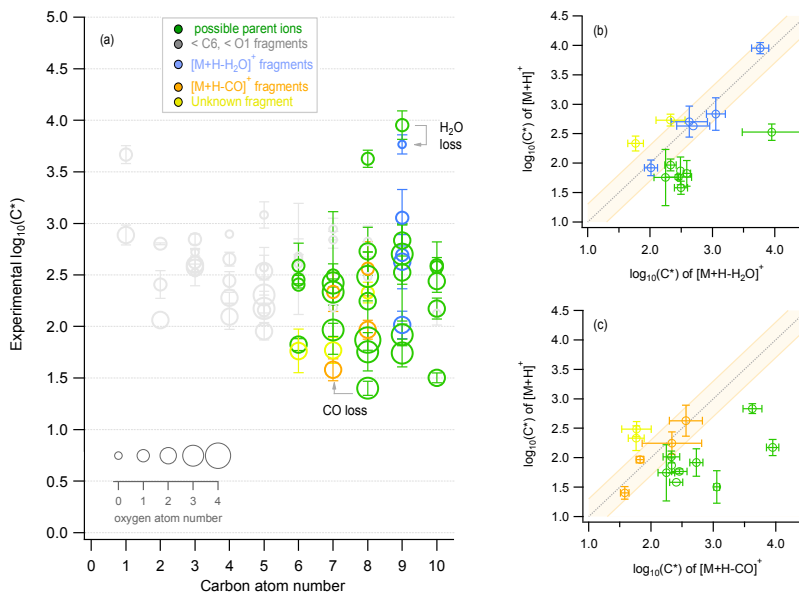 (a)
possible parent ions
< C6, < O1 fragments
[M+H-H₂O]⁺ fragments
[M+H-CO]⁺ fragments
Unknown fragment
H₂O
loss
CO loss
Experimental log₁₀(C*)
5.0
4.5
4.0
3.5
3.0
2.5
2.0
1.5
1.0
0.5
0.0
0 1 2 3 4
oxygen atom number
0 1 2 3 4 5 6 7 8 9 10
Carbon atom number
(b)
log₁₀(C*) of [M+H]⁺
4.5
4.0
3.5
3.0
2.5
2.0
1.5
1.0
1.0 2.0 3.0 4.0
log₁₀(C*) of [M+H-H₂O]⁺
(c)
log₁₀(C*) of [M+H]⁺
4.5
4.0
3.5
3.0
2.5
2.0
1.5
1.0
1.0 2.0 3.0 4.0
log₁₀(C*) of [M+H-CO]⁺